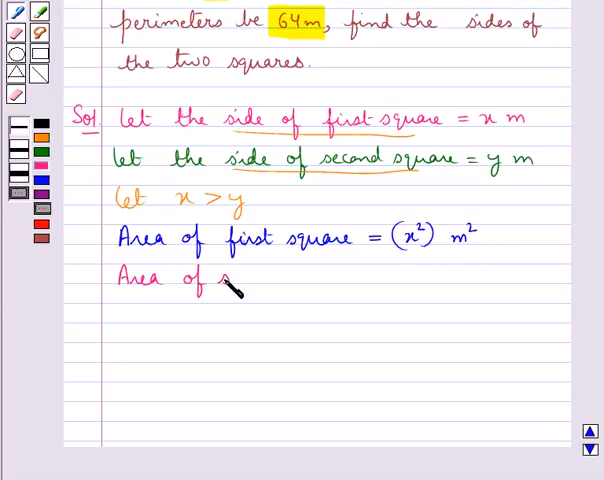 perimeters be 64m, find the sides of
the two squares.
Sol. Let the side of first square = x m
Let the side of second square = y m
Let x > y
Area of first square = (x²) m²
Area of s